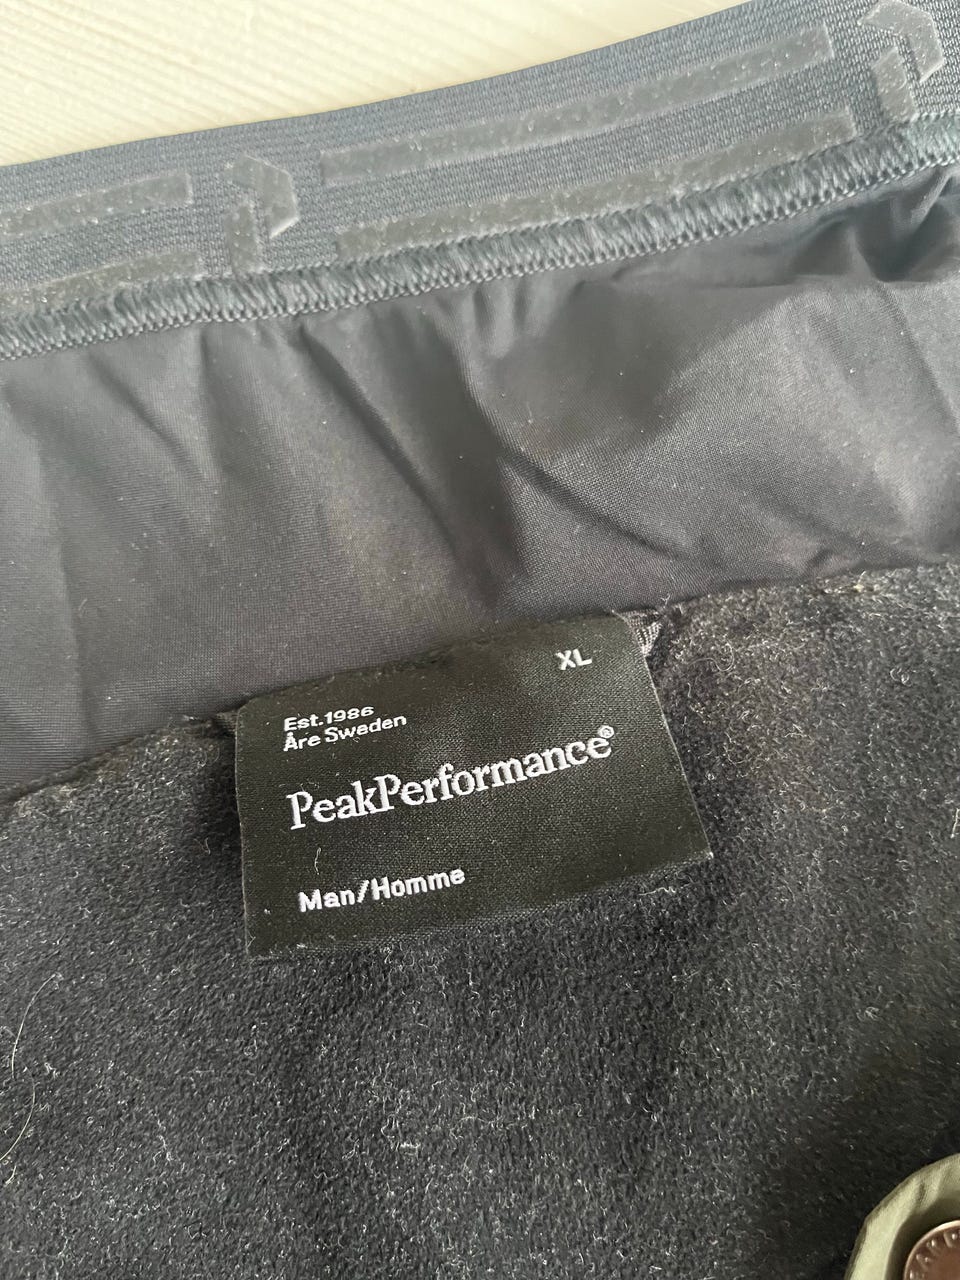 XL
Est.1986
Åre Sweden
PeakPerformance®
Man/Homme